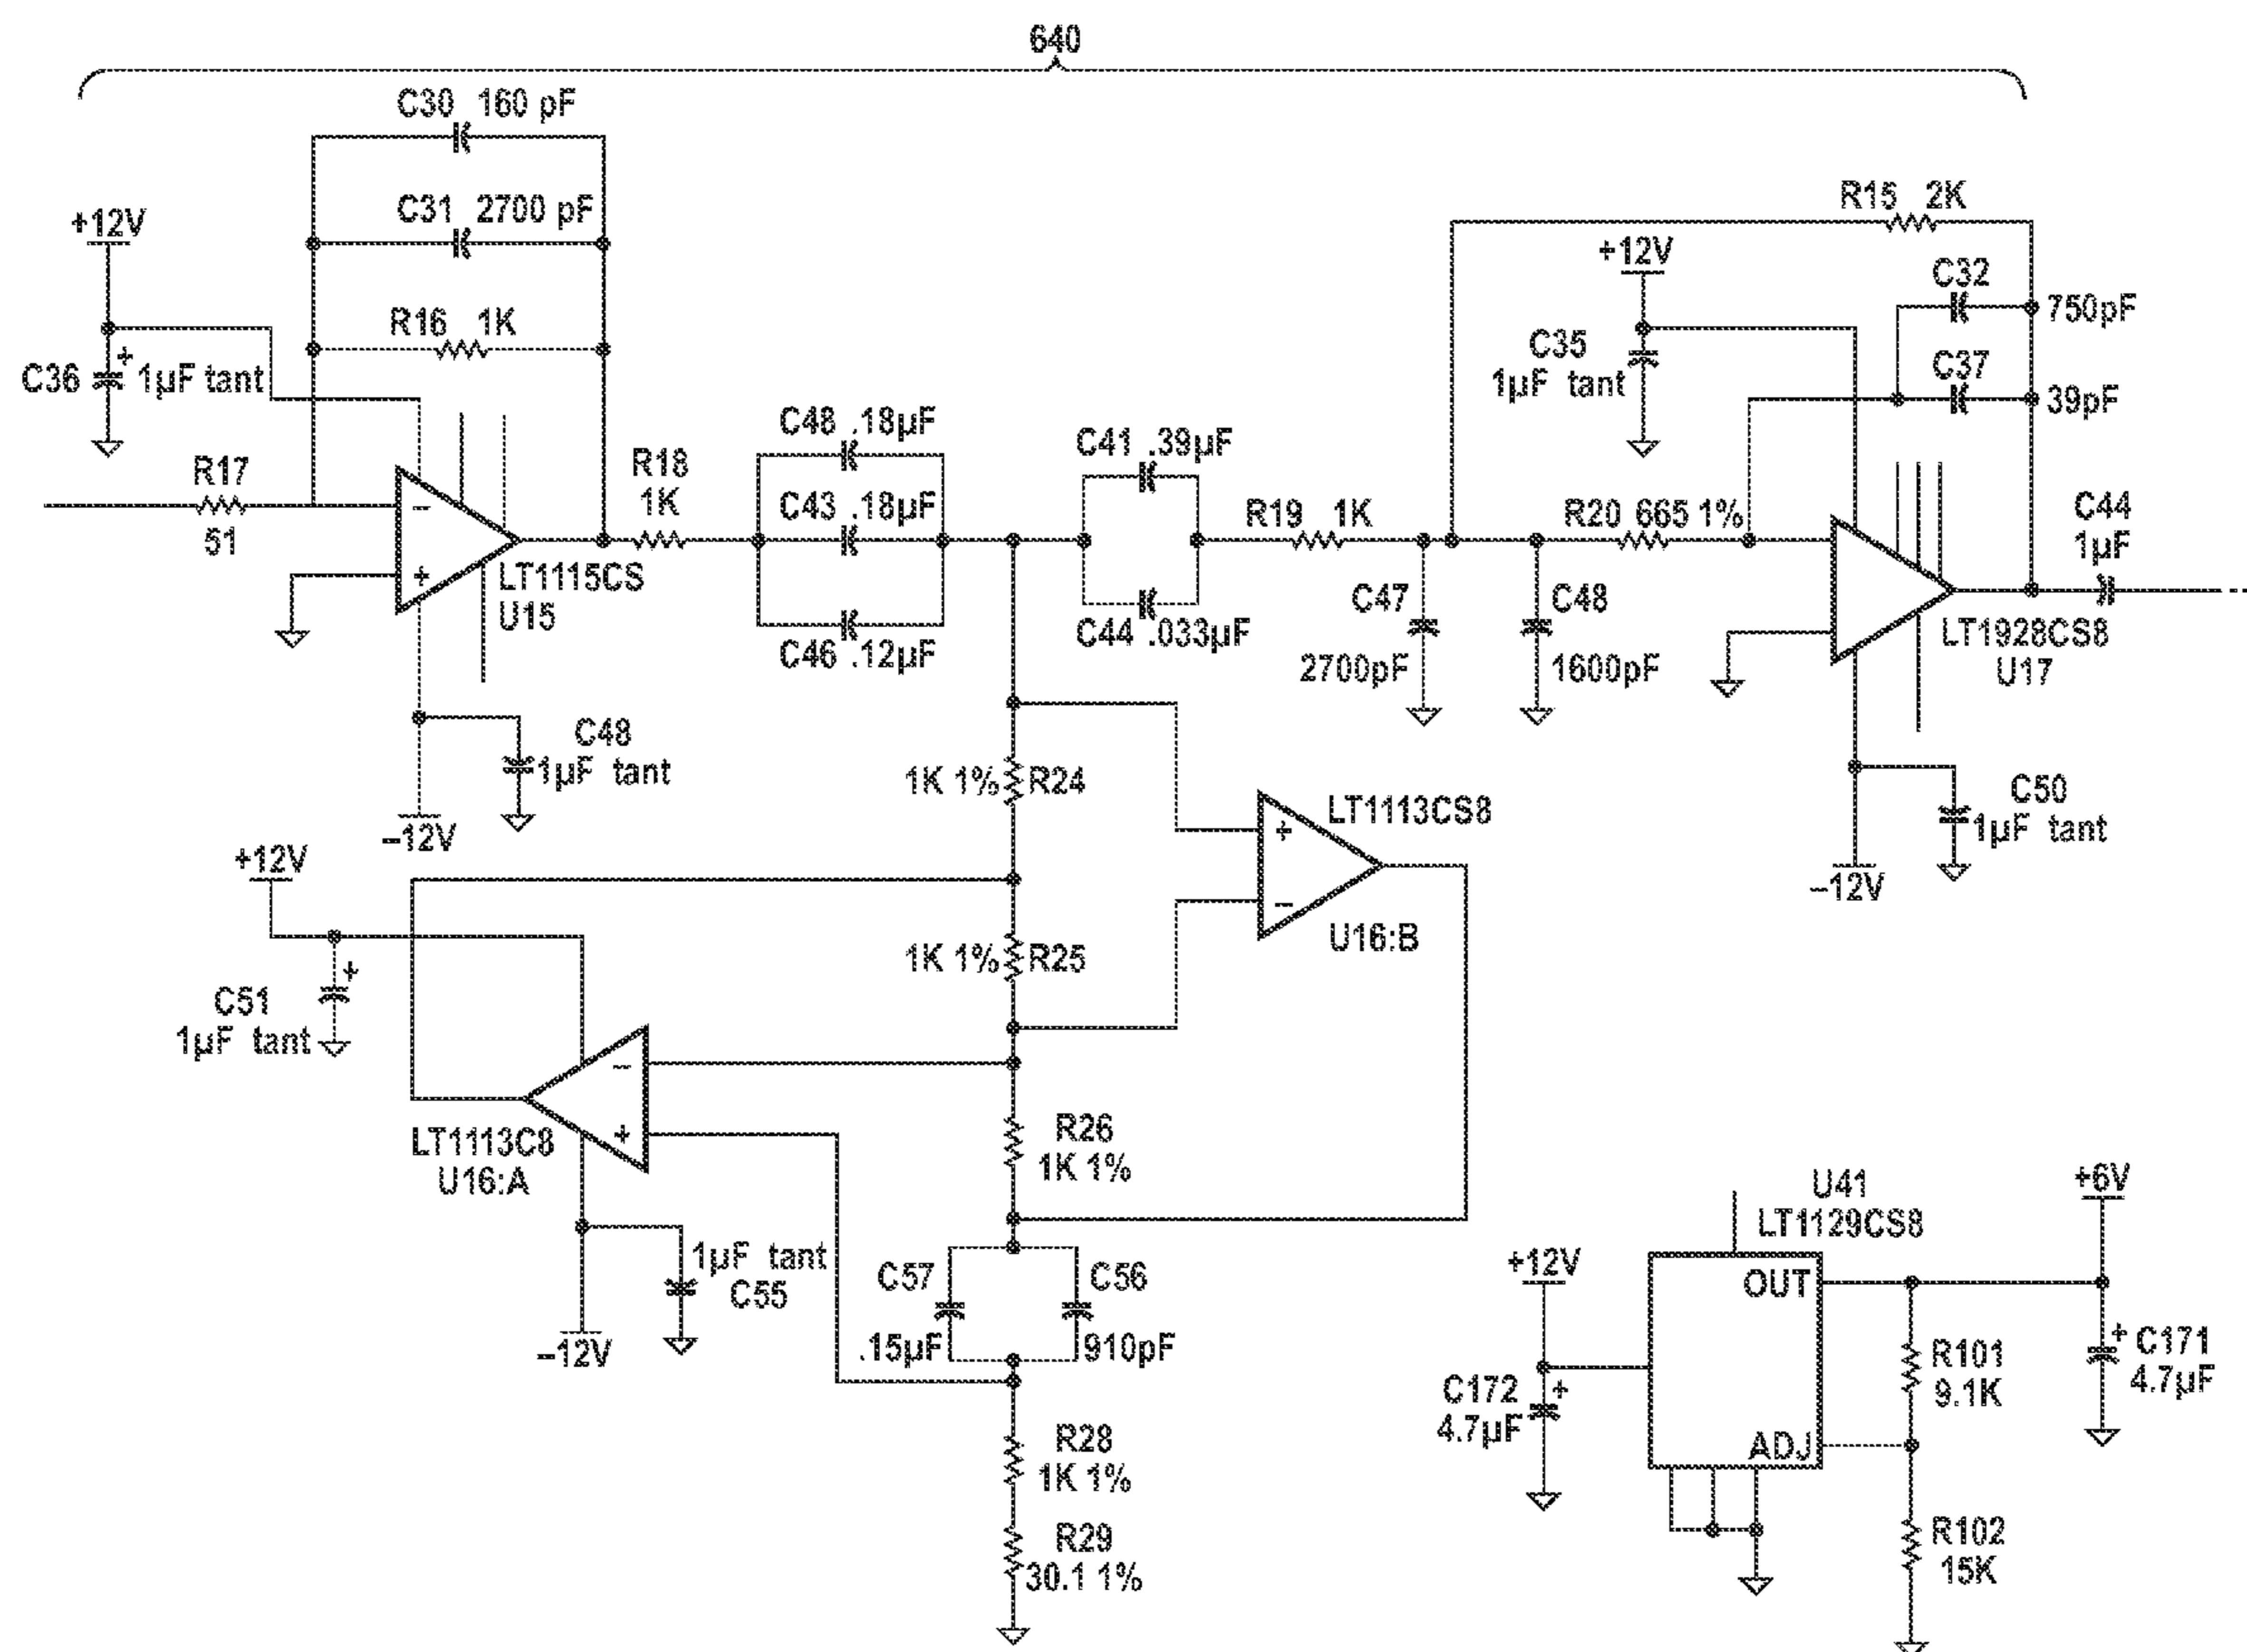 640
C30 160 pF
C31 2700 pF
R16 1K
+12V
C36
+
1µF tant
R17
51
−
+
LT1115CS
U15
C48
1µF tant
−12V
R18
1K
C48 .18µF
C43 .18µF
C46 .12µF
C41 .39µF
C44 .033µF
R19 1K
C47
2700pF
C48
1600pF
R20 665 1%
R15 2K
+12V
C35
1µF tant
C32
750pF
C37
39pF
C44
1µF
LT1928CS8
U17
C50
1µF tant
−12V
1K 1% R24
1K 1% R25
LT1113CS8
+
−
U16:B
+12V
C51
+
1µF tant
−
+
LT1113C8
U16:A
1µF tant
C55
−12V
R26
1K 1%
C57
.15µF
C56
910pF
R28
1K 1%
R29
30.1 1%
U41
LT1129CS8
+12V
C172
+
4.7µF
OUT
ADJ
+6V
R101
9.1K
+
C171
4.7µF
R102
15K